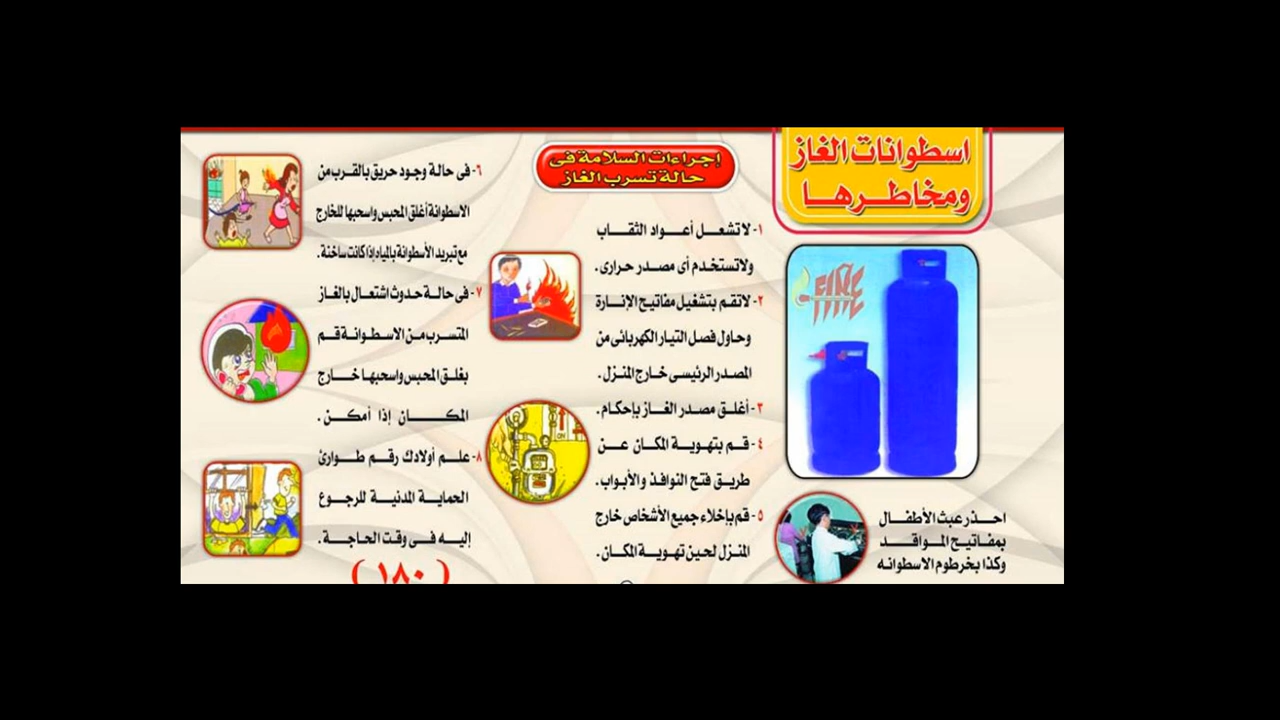 اسطوانات الغاز
ومخاطرها
FIRE
احذر عبث الأطفال
بمفاتيح المواقد
وكذا بخرطوم الاسطوانه
إجراءات السلامة فى
حالة تسرب الغاز
١- لاتشعل أعواد الثقاب
ولاتستخدم أى مصدر حرارى .
٢- لاتقم بتشغيل مفاتيح الإنارة
وحاول فصل التيار الكهربائى من
المصدر الرئيسى خارج المنزل .
٣- أغلق مصدر الغاز بإحكام .
٤- قم بتهوية المكان عن
طريق فتح النوافذ والأبواب .
٥- قم بإخلاء جميع الأشخاص خارج
المنزل لحين تهوية المكان .
٦- فى حالة وجود حريق بالقرب من
الاسطوانة أغلق المحبس واسحبها للخارج
مع تبريد الأسطوانة بالمياه إذا كانت ساخنة .
٧- فى حالة حدوث اشتعال بالغاز
المتسرب من الاسطوانة قم
بغلق المحبس واسحبها خارج
المكان إذا أمكن .
٨- علم أولادك رقم طوارئ
الحماية المدنية للرجوع
إليه فى وقت الحاجة .
( ١٨٠ )